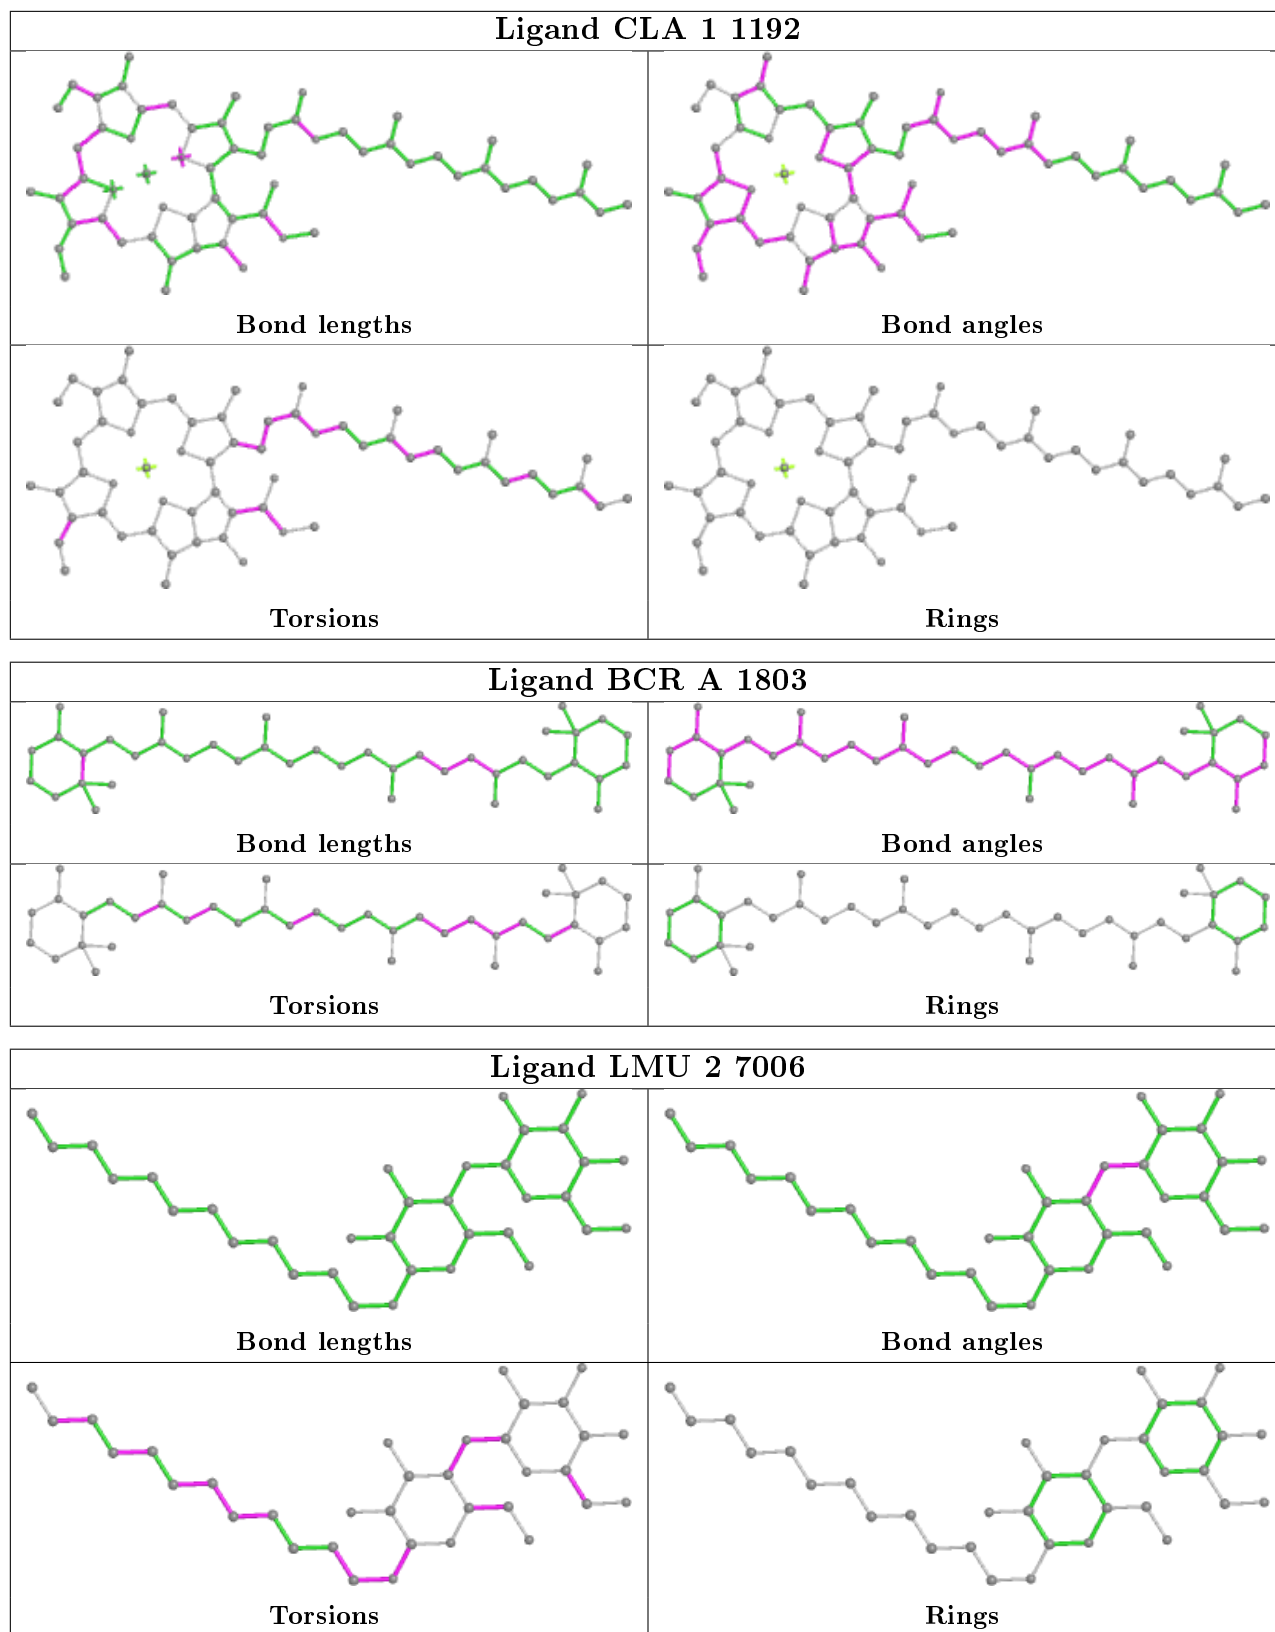 Ligand CLA 1 1192
Bond lengths
Bond angles
Torsions
Rings
Ligand BCR A 1803
Bond lengths
Bond angles
Torsions
Rings
Ligand LMU 2 7006
Bond lengths
Bond angles
Torsions
Rings